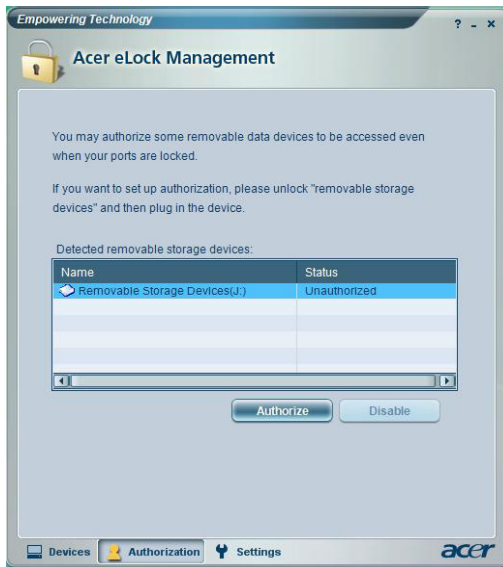 Empowering Technology
? - ×
Acer eLock Management
You may authorize some removable data devices to be accessed even
when your ports are locked.
If you want to set up authorization, please unlock "removable storage
devices" and then plug in the device.
Detected removable storage devices:
Name Status
Removable Storage Devices(J:) Unauthorized
Authorize Disable
Devices Authorization Settings acer